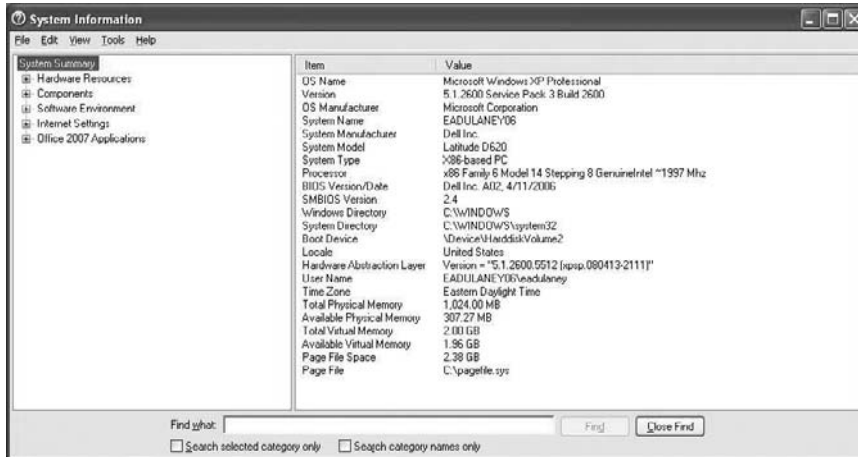 System Information
File Edit View Tools Help
System Summary
Hardware Resources
Components
Software Environment
Internet Settings
Office 2007 Applications
Item Value
OS Name Microsoft Windows XP Professional
Version 5.1.2600 Service Pack 3 Build 2600
OS Manufacturer Microsoft Corporation
System Name EADULANEY06
System Manufacturer Dell Inc.
System Model Latitude D620
System Type X86-based PC
Processor x86 Family 6 Model 14 Stepping 8 GenuineIntel ~1997 Mhz
BIOS Version/Date Dell Inc. A02, 4/11/2006
SMBIOS Version 2.4
Windows Directory C:\WINDOWS
System Directory C:\WINDOWS\system32
Boot Device \Device\HarddiskVolume2
Locale United States
Hardware Abstraction Layer Version = "5.1.2600.5512 (xpsp.080413-2111)"
User Name EADULANEY06\eadulaney
Time Zone Eastern Daylight Time
Total Physical Memory 1,024.00 MB
Available Physical Memory 307.27 MB
Total Virtual Memory 2.00 GB
Available Virtual Memory 1.96 GB
Page File Space 2.38 GB
Page File C:\pagefile.sys
Find what:
Find
Close Find
Search selected category only Search category names only